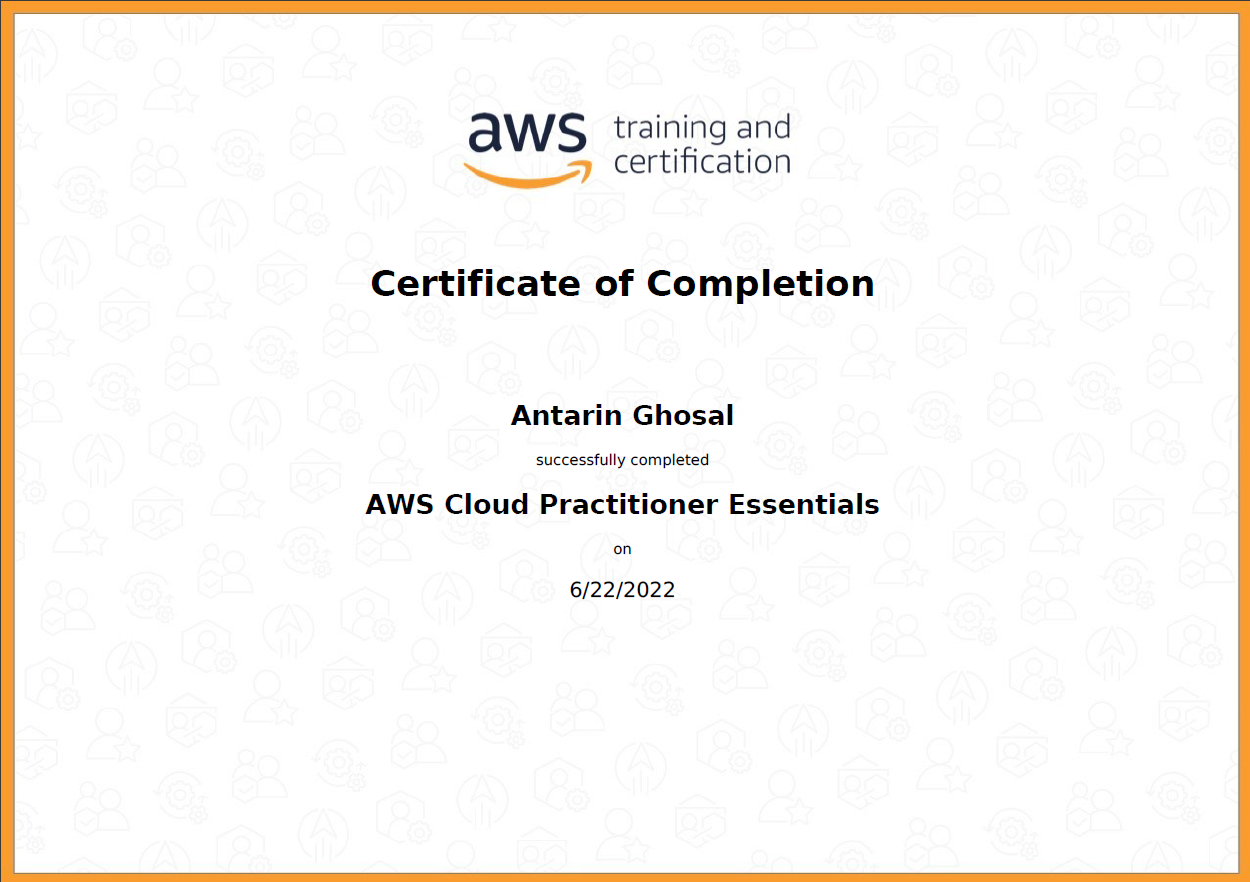 aws training and
certification
Certificate of Completion
Antarin Ghosal
successfully completed
AWS Cloud Practitioner Essentials
on
6/22/2022